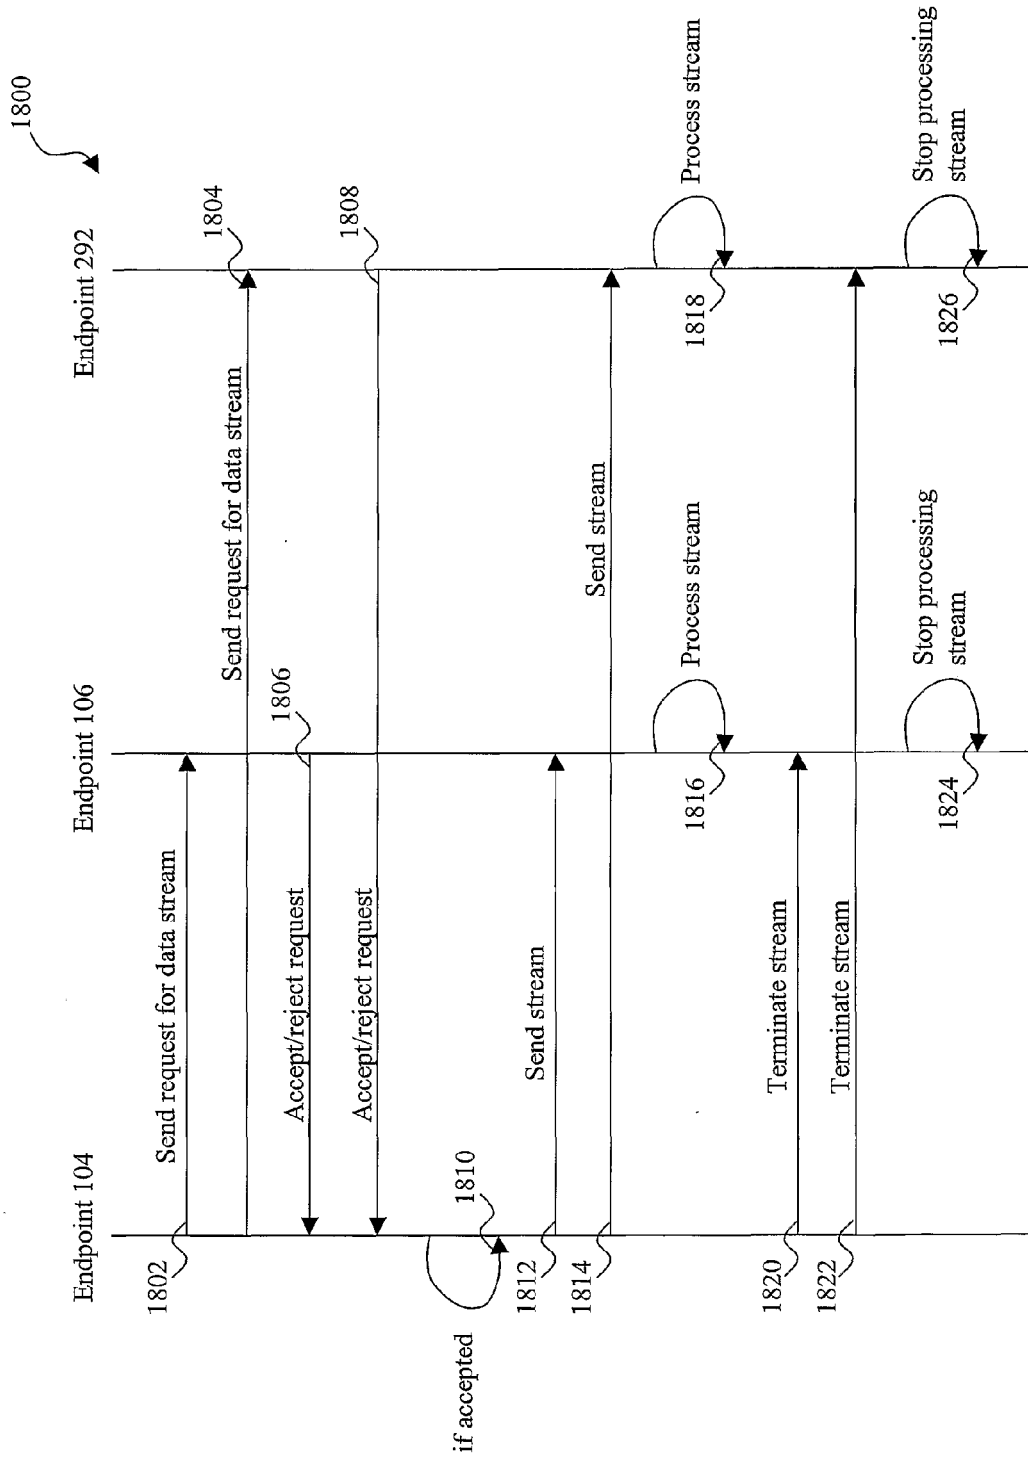 1800
Endpoint 104
Endpoint 106
Endpoint 292
Send request for data stream
1802
Send request for data stream
1804
Accept/reject request
1806
Accept/reject request
1808
if accepted
1810
Send stream
1812
Send stream
1814
Process stream
1816
Process stream
1818
Terminate stream
1820
Terminate stream
1822
Stop processing
stream
1824
Stop processing
stream
1826